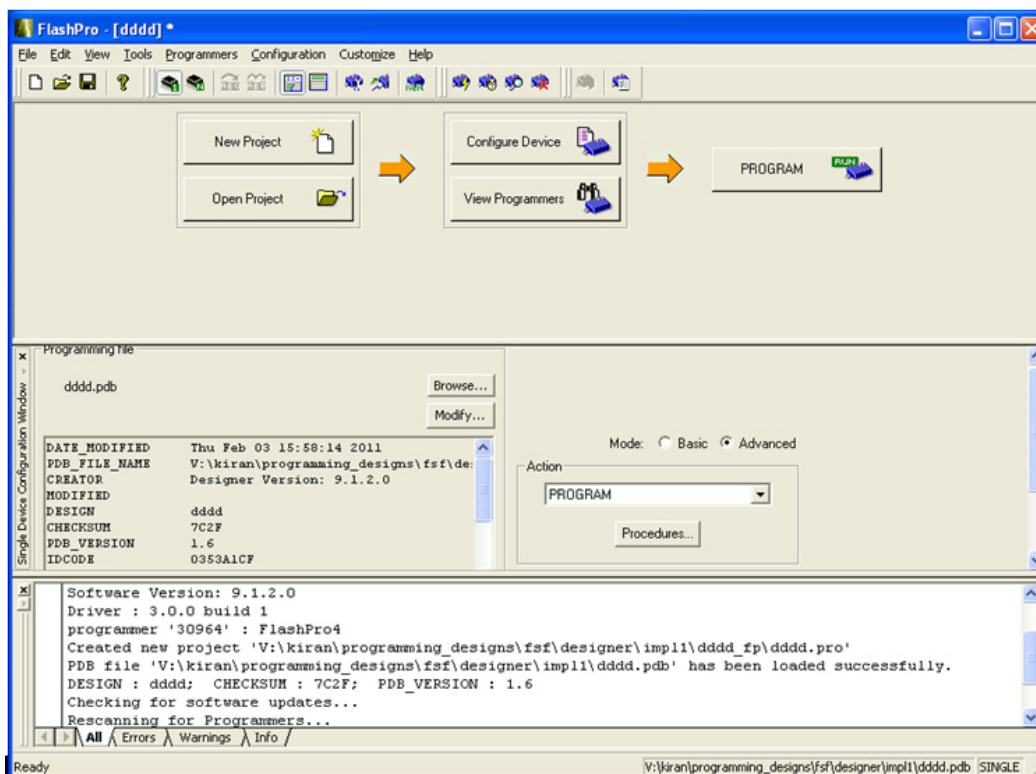 FlashPro - [dddd] *
File Edit View Tools Programmers Configuration Customize Help
New Project
Open Project
Configure Device
View Programmers
PROGRAM
RUN
Single Device Configuration Window
Programming file
dddd.pdb
Browse...
Modify...
DATE_MODIFIED Thu Feb 03 15:58:14 2011
PDB_FILE_NAME V:\kiran\programming_designs\fsf\de:
CREATOR Designer Version: 9.1.2.0
MODIFIED
DESIGN dddd
CHECKSUM 7C2F
PDB_VERSION 1.6
IDCODE 0353A1CF
Mode: Basic Advanced
Action
PROGRAM
Procedures...
Software Version: 9.1.2.0
Driver : 3.0.0 build 1
programmer '30964' : FlashPro4
Created new project 'V:\kiran\programming_designs\fsf\designer\impl1\dddd_fp\dddd.pro'
PDB file 'V:\kiran\programming_designs\fsf\designer\impl1\dddd.pdb' has been loaded successfully.
DESIGN : dddd; CHECKSUM : 7C2F; PDB_VERSION : 1.6
Checking for software updates...
Rescanning for Programmers...
All Errors Warnings Info
Ready V:\kiran\programming_designs\fsf\designer\impl1\dddd.pdb SINGLE